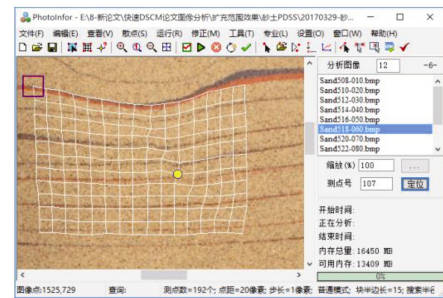 PhotoInfor - E:\8-新论文\快速DSCM论文图像分析\扩充范围效果\砂土PDSS\20170329-砂...
文件(F) 编辑(E) 查看(V) 散点(S) 运行(R) 修正(M) 工具(T) 专业(L) 设置(O) 窗口(W) 帮助(H)
分析图像 12 -6-
Sand508-010.bmp
Sand510-020.bmp
Sand512-030.bmp
Sand514-040.bmp
Sand516-050.bmp
Sand518-060.bmp
Sand520-070.bmp
Sand522-080.bmp
缩放(%) 100 ...
测点号 107 定位
开始时间:
正在分析:
结束时间:
内存总量: 16450 MB
可用内存: 13409 MB
0%
图像点:1525,729 查询: 测点数=192个; 点距=20像素; 步长=1像素; 普通模式: 块半边长=15; 搜索半径